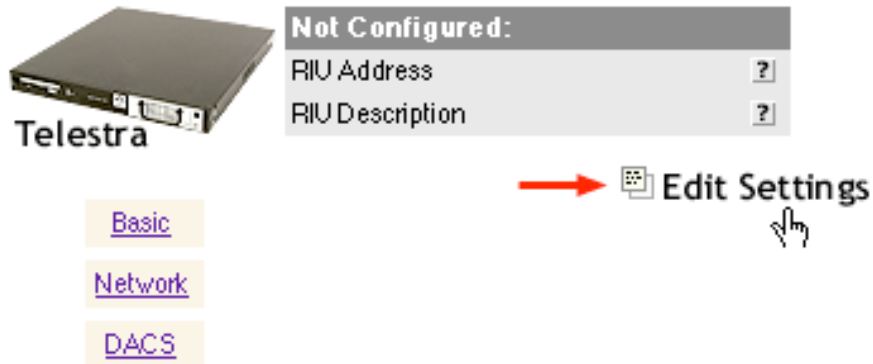 Not Configured:
RIU Address ?
RIU Description ?
Telestra
Edit Settings
Basic
Network
DACS